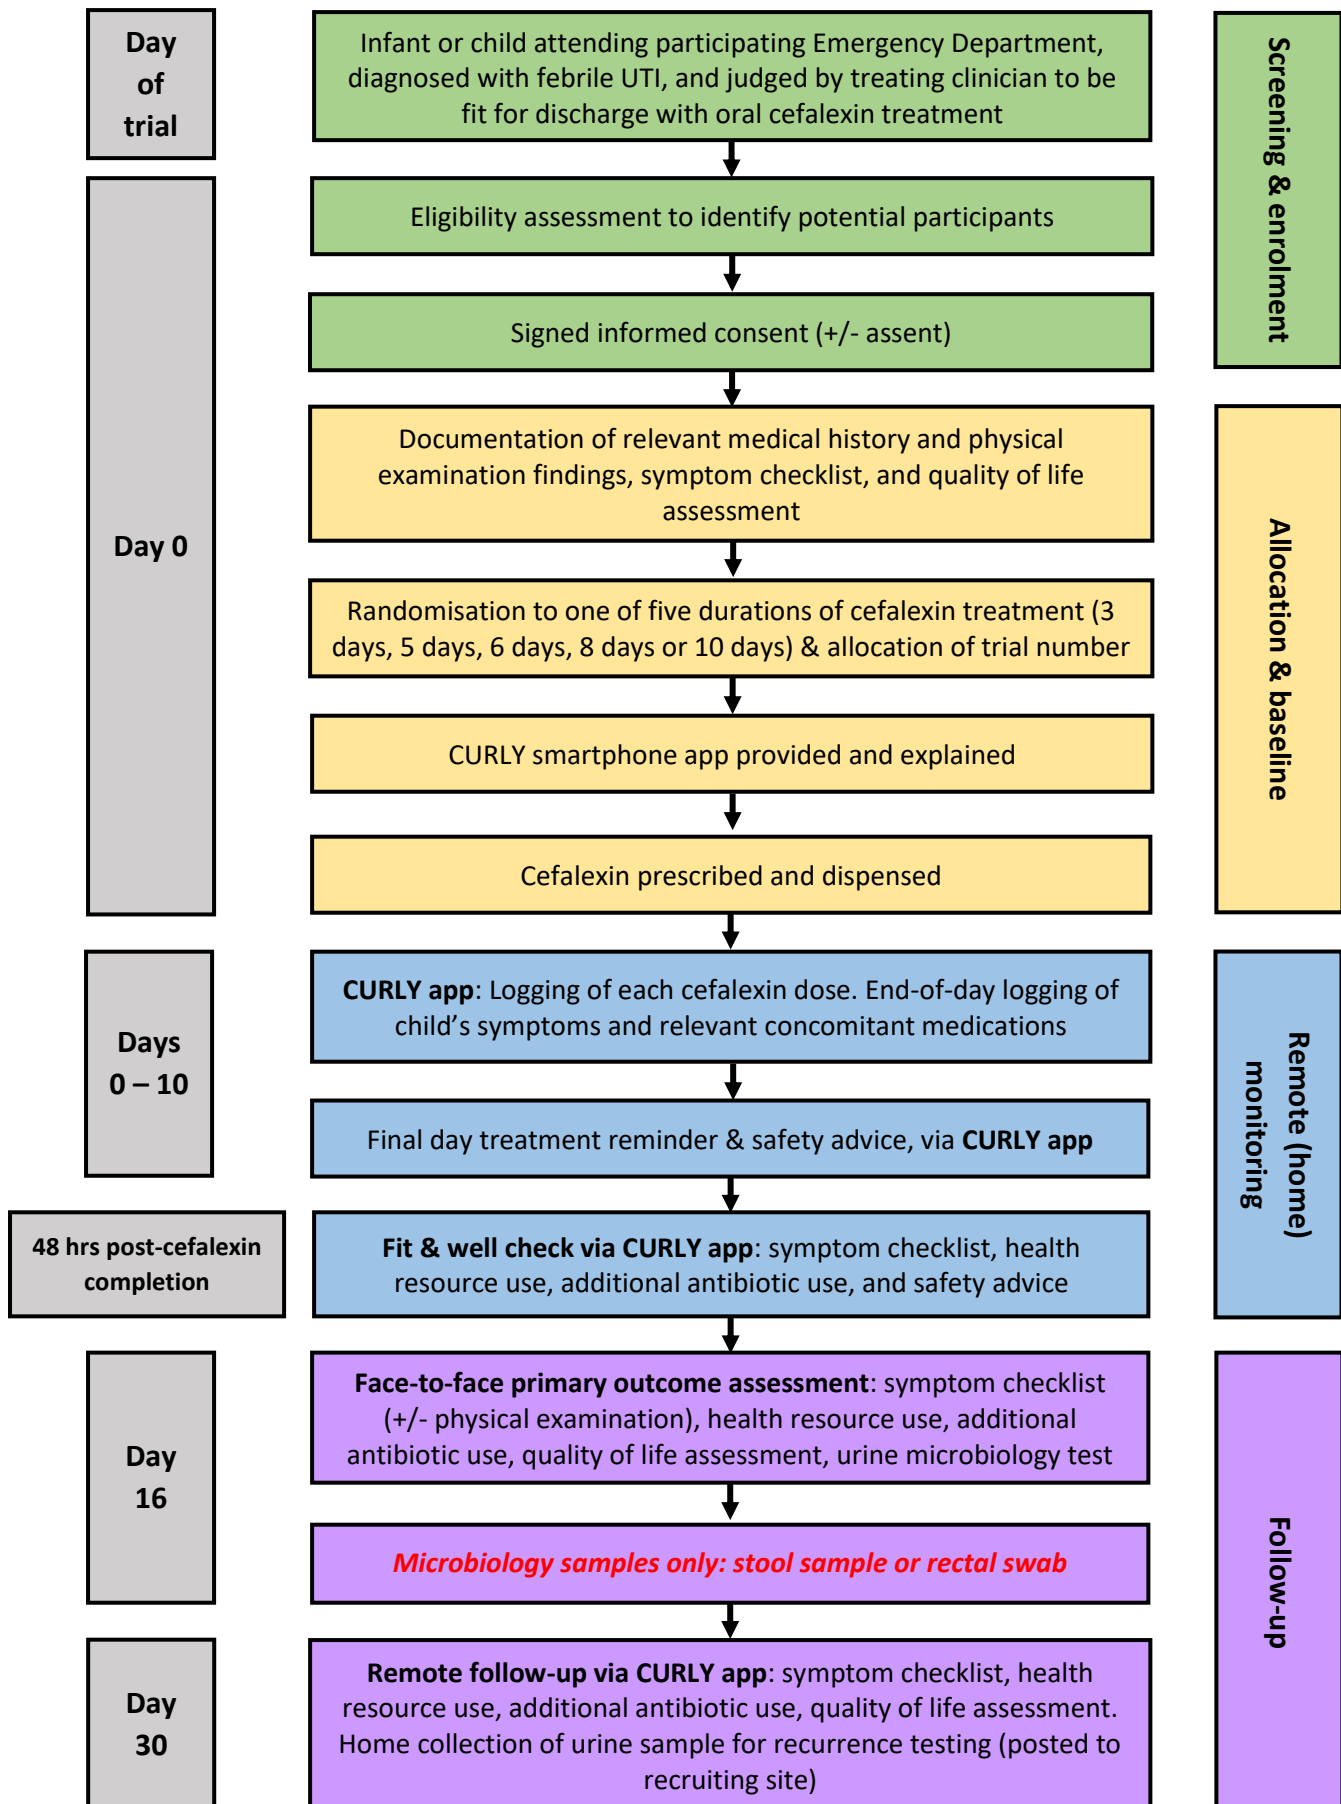 Day
of
trial
Infant or child attending participating Emergency Department,
diagnosed with febrile UTI, and judged by treating clinician to be
fit for discharge with oral cefalexin treatment
Screening & enrolment
Day 0
Eligibility assessment to identify potential participants
Signed informed consent (+/- assent)
Documentation of relevant medical history and physical
examination findings, symptom checklist, and quality of life
assessment
Allocation & baseline
Randomisation to one of five durations of cefalexin treatment (3
days, 5 days, 6 days, 8 days or 10 days) & allocation of trial number
CURLY smartphone app provided and explained
Cefalexin prescribed and dispensed
Days
0 – 10
CURLY app: Logging of each cefalexin dose. End-of-day logging of
child's symptoms and relevant concomitant medications
Remote (home)
monitoring
Final day treatment reminder & safety advice, via CURLY app
48 hrs post-cefalexin
completion
Fit & well check via CURLY app: symptom checklist, health
resource use, additional antibiotic use, and safety advice
Day
16
Face-to-face primary outcome assessment: symptom checklist
(+/- physical examination), health resource use, additional
antibiotic use, quality of life assessment, urine microbiology test
Follow-up
Microbiology samples only: stool sample or rectal swab
Day
30
Remote follow-up via CURLY app: symptom checklist, health
resource use, additional antibiotic use, quality of life assessment.
Home collection of urine sample for recurrence testing (posted to
recruiting site)